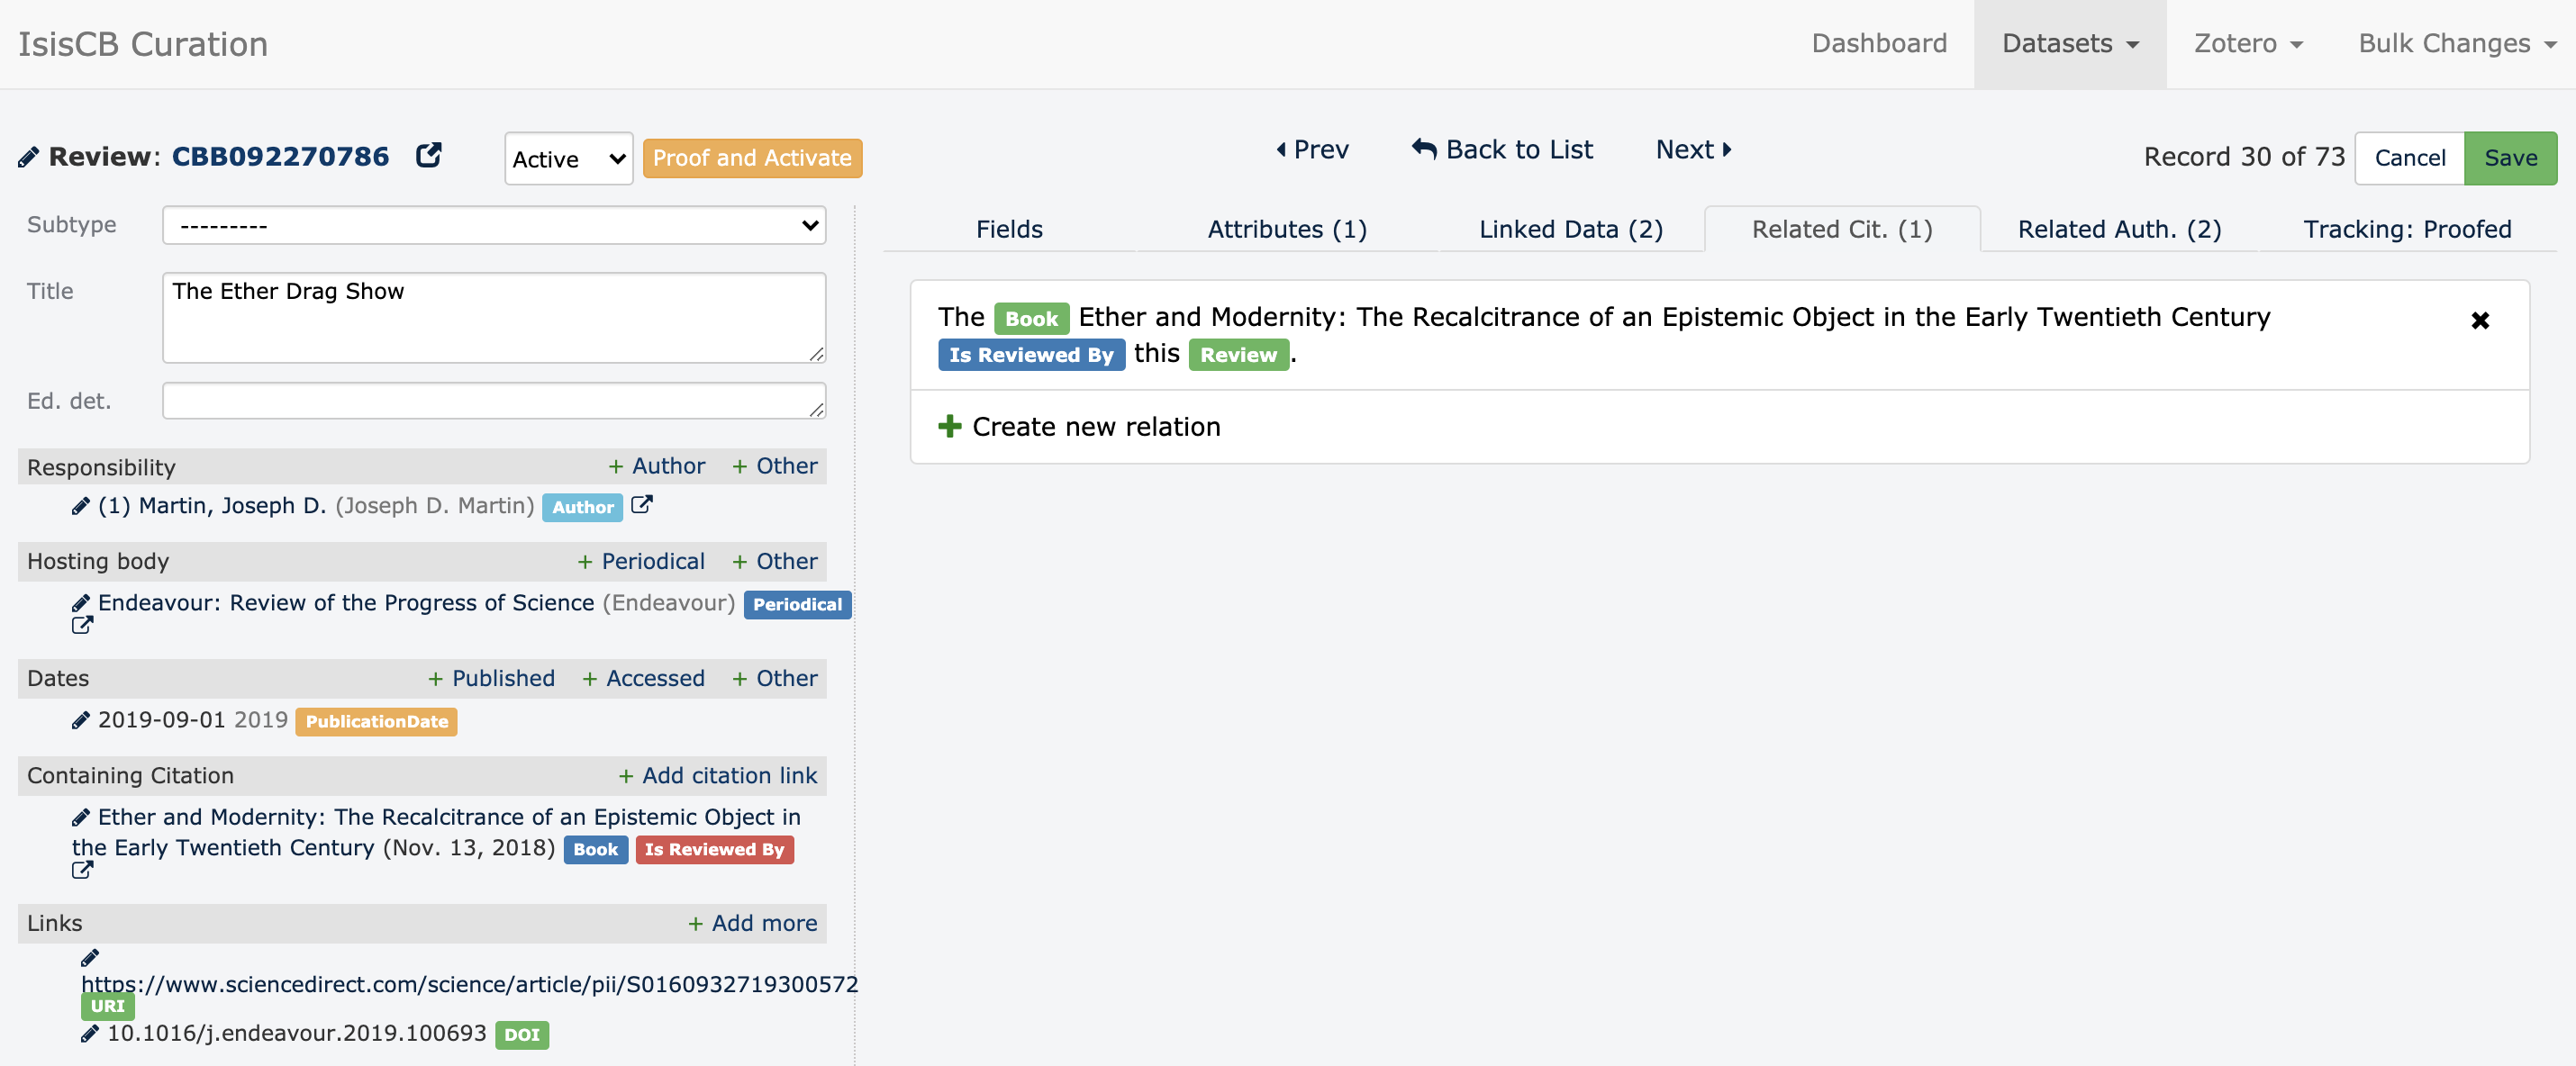 IsisCB Curation
Dashboard Datasets Zotero Bulk Changes
Review: CBB092270786 Active Proof and Activate Prev Back to List Next Record 30 of 73 Cancel Save
Subtype ---------
Title The Ether Drag Show
Ed. det.
Responsibility + Author + Other
(1) Martin, Joseph D. (Joseph D. Martin) Author
Hosting body + Periodical + Other
Endeavour: Review of the Progress of Science (Endeavour) Periodical
Dates + Published + Accessed + Other
2019-09-01 2019 PublicationDate
Containing Citation + Add citation link
Ether and Modernity: The Recalcitrance of an Epistemic Object in
the Early Twentieth Century (Nov. 13, 2018) Book Is Reviewed By
Links + Add more
https://www.sciencedirect.com/science/article/pii/S0160932719300572
URI
10.1016/j.endeavour.2019.100693 DOI
Fields Attributes (1) Linked Data (2) Related Cit. (1) Related Auth. (2) Tracking: Proofed
The Book Ether and Modernity: The Recalcitrance of an Epistemic Object in the Early Twentieth Century
Is Reviewed By this Review.
Create new relation